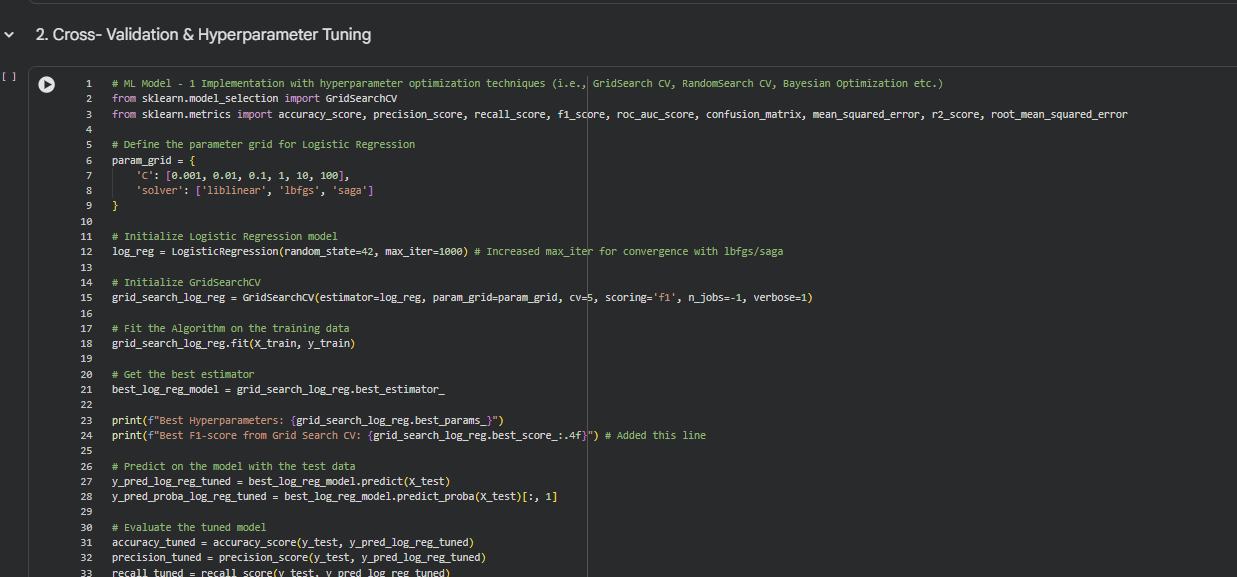 2. Cross- Validation & Hyperparameter Tuning
[ ]
1 # ML Model - 1 Implementation with hyperparameter optimization techniques (i.e., GridSearch CV, RandomSearch CV, Bayesian Optimization etc.)
2 from sklearn.model_selection import GridSearchCV
3 from sklearn.metrics import accuracy_score, precision_score, recall_score, f1_score, roc_auc_score, confusion_matrix, mean_squared_error, r2_score, root_mean_squared_error
4
5 # Define the parameter grid for Logistic Regression
6 param_grid = {
7     'C': [0.001, 0.01, 0.1, 1, 10, 100],
8     'solver': ['liblinear', 'lbfgs', 'saga']
9 }
10
11 # Initialize Logistic Regression model
12 log_reg = LogisticRegression(random_state=42, max_iter=1000) # Increased max_iter for convergence with lbfgs/saga
13
14 # Initialize GridSearchCV
15 grid_search_log_reg = GridSearchCV(estimator=log_reg, param_grid=param_grid, cv=5, scoring='f1', n_jobs=-1, verbose=1)
16
17 # Fit the Algorithm on the training data
18 grid_search_log_reg.fit(X_train, y_train)
19
20 # Get the best estimator
21 best_log_reg_model = grid_search_log_reg.best_estimator_
22
23 print(f"Best Hyperparameters: {grid_search_log_reg.best_params_}")
24 print(f"Best F1-score from Grid Search CV: {grid_search_log_reg.best_score_:.4f}") # Added this line
25
26 # Predict on the model with the test data
27 y_pred_log_reg_tuned = best_log_reg_model.predict(X_test)
28 y_pred_proba_log_reg_tuned = best_log_reg_model.predict_proba(X_test)[:, 1]
29
30 # Evaluate the tuned model
31 accuracy_tuned = accuracy_score(y_test, y_pred_log_reg_tuned)
32 precision_tuned = precision_score(y_test, y_pred_log_reg_tuned)
33 recall_tuned = recall_score(y_test, y_pred_log_reg_tuned)